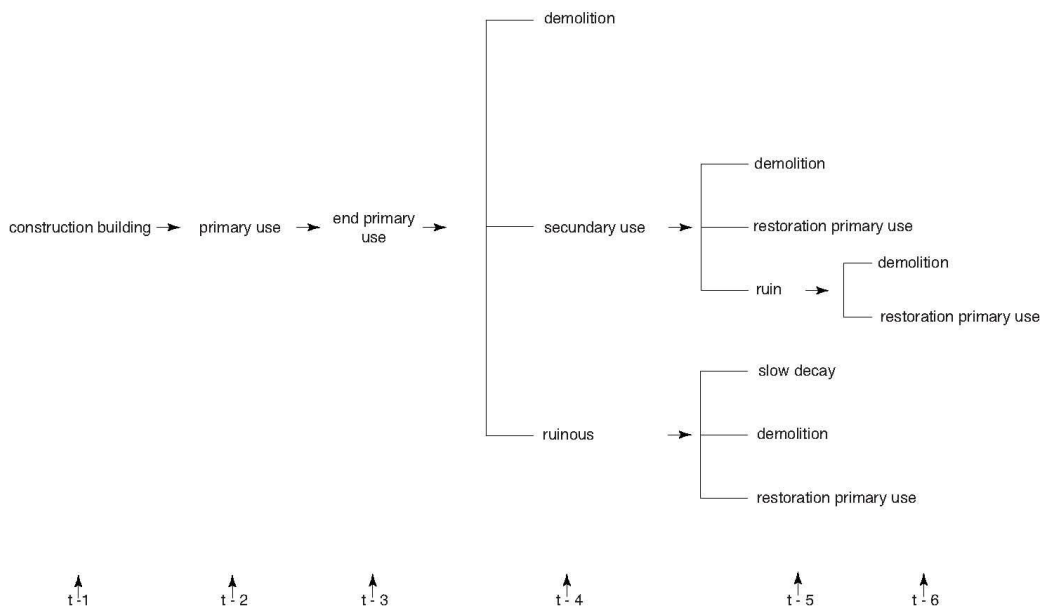 demolition
demolition
construction building
primary use
end primary
use
secundary use
restoration primary use
demolition
ruin
restoration primary use
slow decay
ruinous
demolition
restoration primary use
t -1
t - 2
t - 3
t - 4
t - 5
t - 6